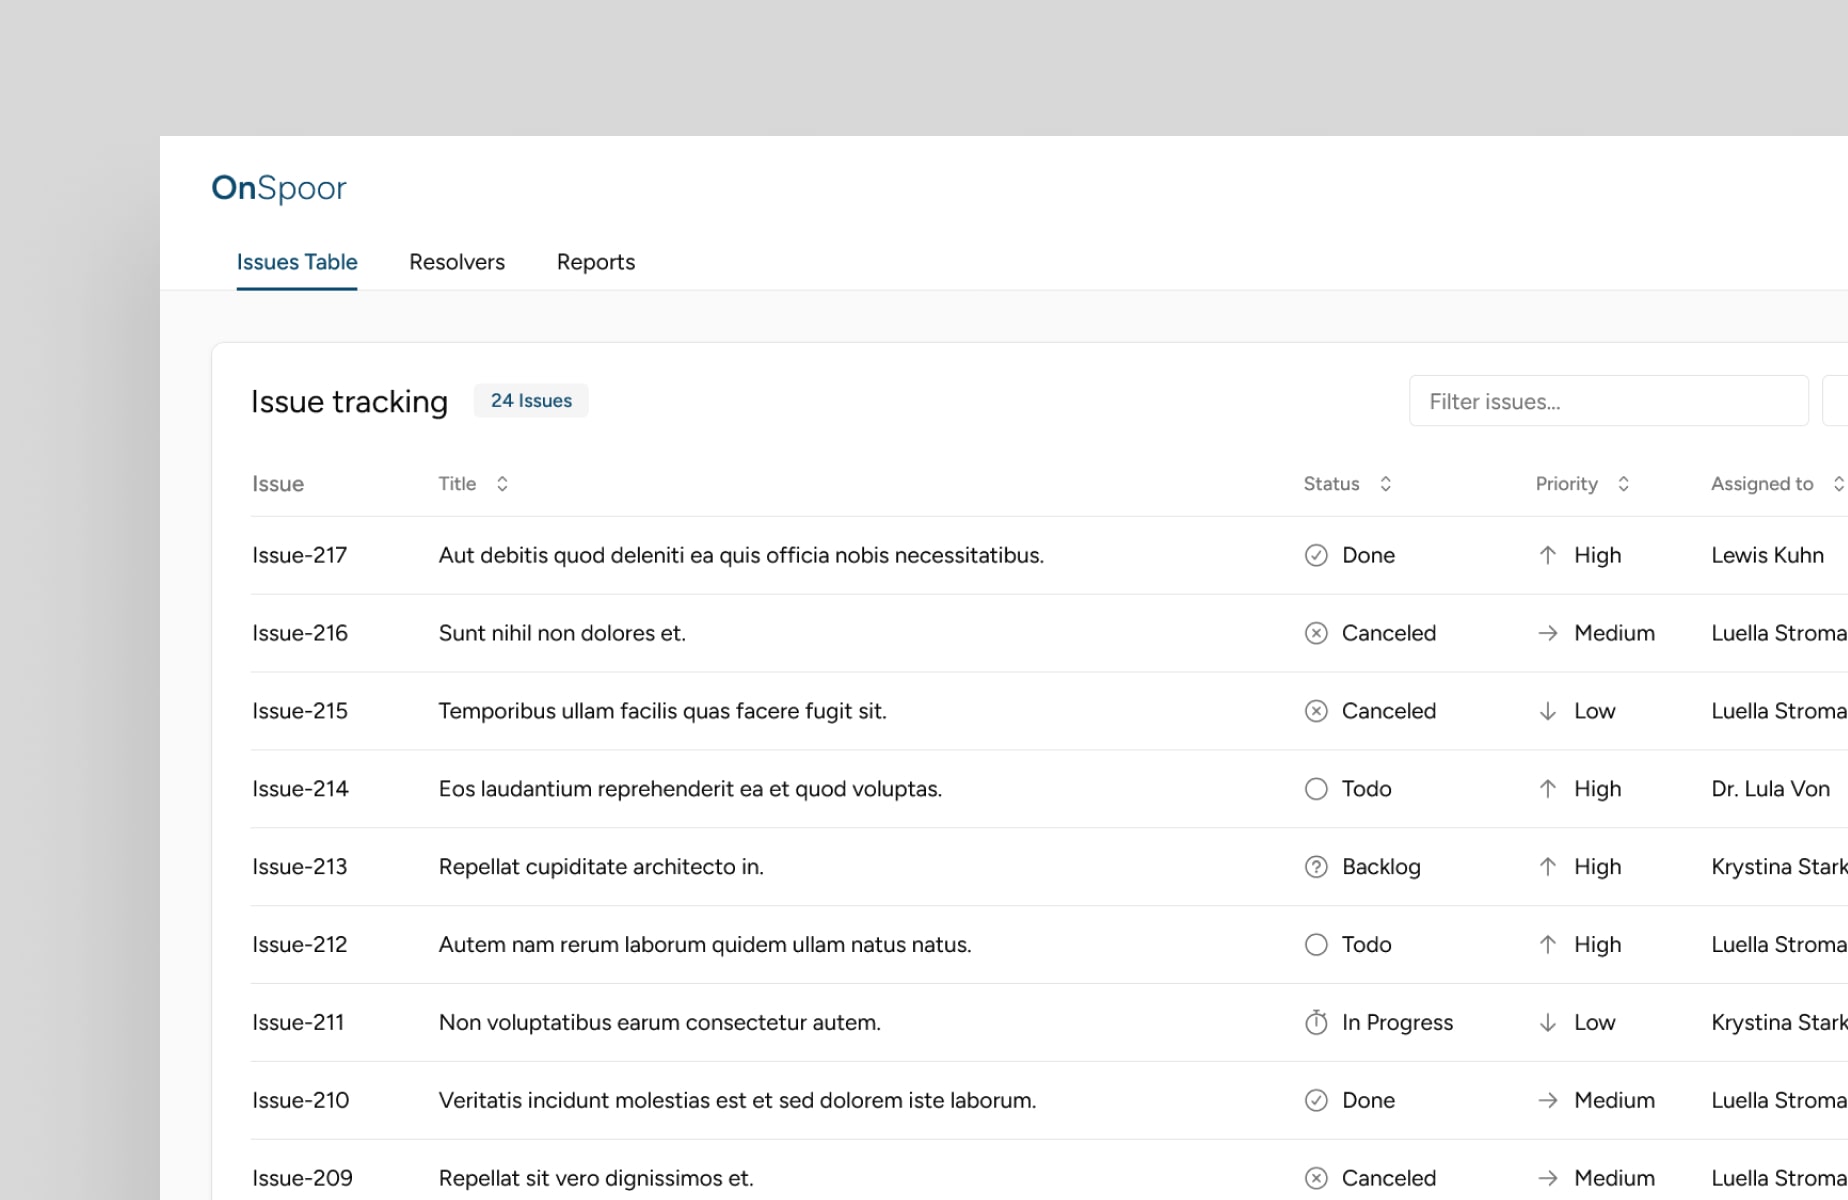 OnSpoor
Issues Table Resolvers Reports
Issue tracking 24 Issues Filter issues...
Issue Title Status Priority Assigned to
Issue-217 Aut debitis quod deleniti ea quis officia nobis necessitatibus. Done High Lewis Kuhn
Issue-216 Sunt nihil non dolores et. Canceled Medium Luella Stroma
Issue-215 Temporibus ullam facilis quas facere fugit sit. Canceled Low Luella Stroma
Issue-214 Eos laudantium reprehenderit ea et quod voluptas. Todo High Dr. Lula Von
Issue-213 Repellat cupiditate architecto in. Backlog High Krystina Stark
Issue-212 Autem nam rerum laborum quidem ullam natus natus. Todo High Luella Stroma
Issue-211 Non voluptatibus earum consectetur autem. In Progress Low Krystina Stark
Issue-210 Veritatis incidunt molestias est et sed dolorem iste laborum. Done Medium Luella Stroma
Issue-209 Repellat sit vero dignissimos et. Canceled Medium Luella Stroma